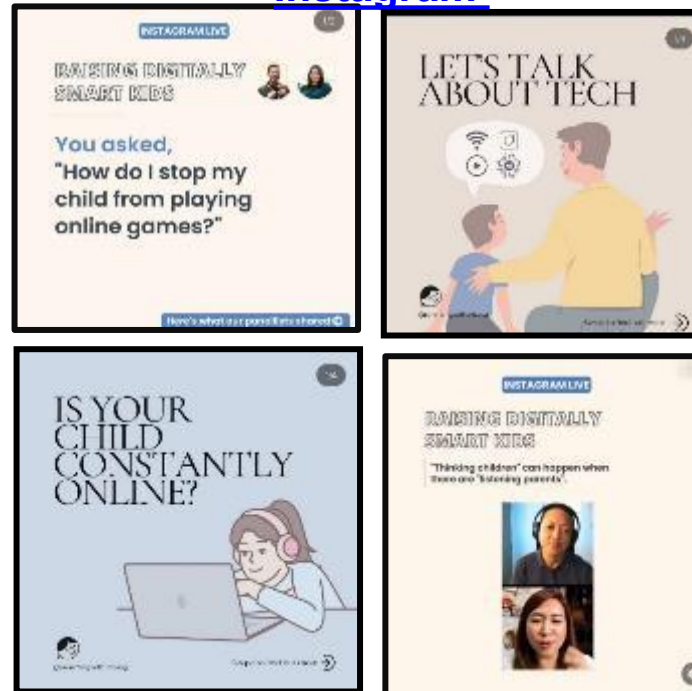 Instagram
INSTAGRAM LIVE
1/5
RAISING DIGITALLY
SMART KIDS
You asked,
"How do I stop my
child from playing
online games?"
Here's what our panellists shared
LET'S TALK
ABOUT TECH
IS YOUR
CHILD
CONSTANTLY
ONLINE?
INSTAGRAM LIVE
RAISING DIGITALLY
SMART KIDS
"Thinking children" can happen when
there are "listening parents".